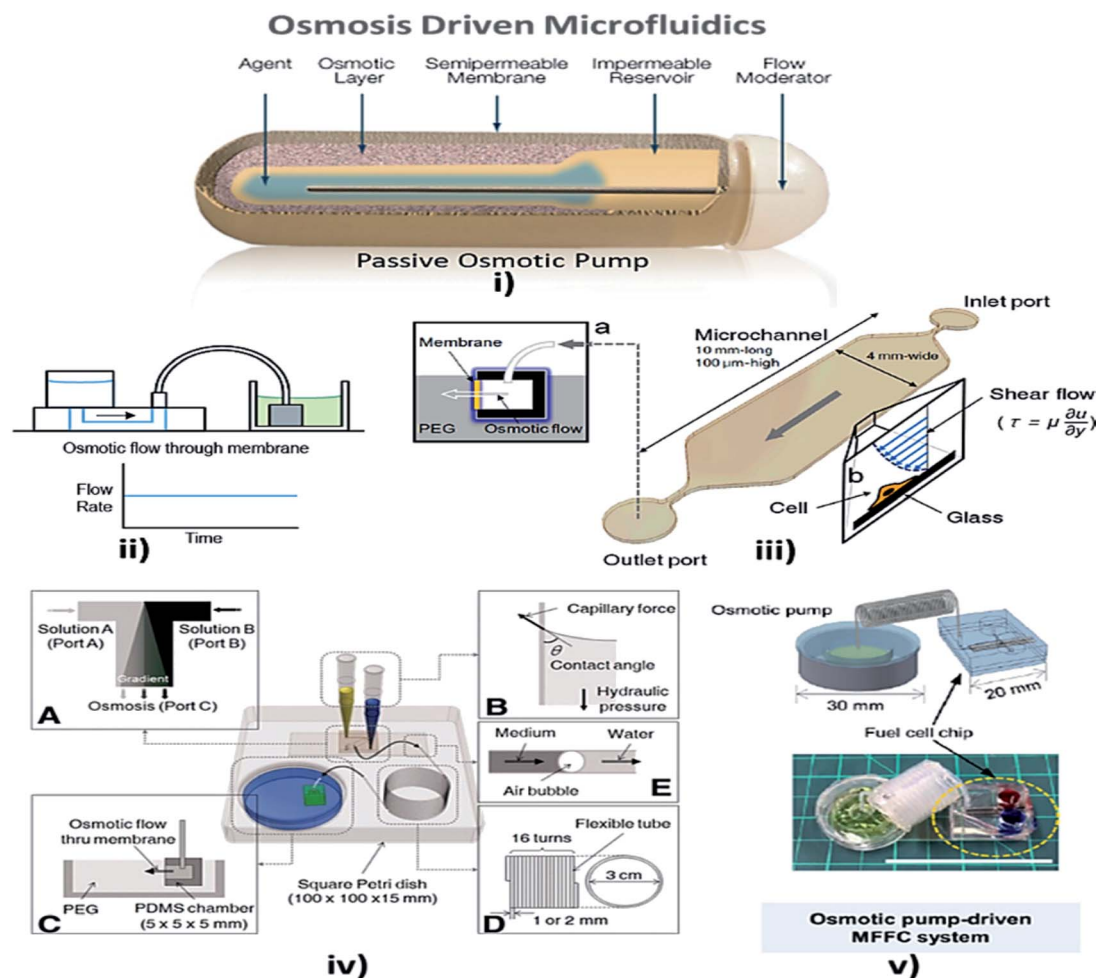 Osmosis Driven Microfluidics
Agent
Osmotic
Layer
Semipermeable
Membrane
Impermeable
Reservoir
Flow
Moderator
Passive Osmotic Pump
i)
Osmotic flow through membrane
Flow
Rate
Time
ii)
a
Membrane
PEG
Osmotic flow
Microchannel
10 mm-long
100 µm-high
4 mm-wide
Inlet port
Shear flow
( τ = μ ∂u/∂y )
b
Cell
Glass
Outlet port
iii)
Solution A
(Port A)
Solution B
(Port B)
Gradient
Osmosis (Port C)
A
Capillary force
θ
Contact angle
Hydraulic
pressure
B
Medium
Water
Air bubble
E
Osmotic flow
thru membrane
PEG
PDMS chamber
(5 x 5 x 5 mm)
C
Square Petri dish
(100 x 100 x15 mm)
16 turns
Flexible tube
3 cm
1 or 2 mm
D
iv)
Osmotic pump
30 mm
20 mm
Fuel cell chip
Osmotic pump-driven
MFFC system
v)